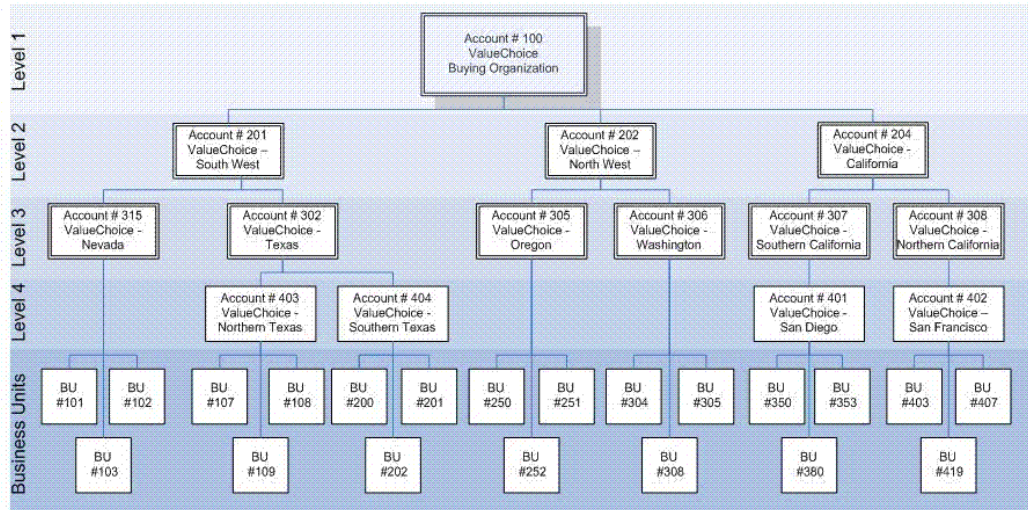 Level 1
Account # 100
ValueChoice
Buying Organization
Level 2
Account # 201
ValueChoice –
South West
Account # 202
ValueChoice –
North West
Account # 204
ValueChoice -
California
Level 3
Account # 315
ValueChoice -
Nevada
Account # 302
ValueChoice -
Texas
Account # 305
ValueChoice -
Oregon
Account # 306
ValueChoice -
Washington
Account # 307
ValueChoice -
Southern California
Account # 308
ValueChoice -
Northern California
Level 4
Account # 403
ValueChoice -
Northern Texas
Account # 404
ValueChoice -
Southern Texas
Account # 401
ValueChoice -
San Diego
Account # 402
ValueChoice –
San Francisco
Business Units
BU
#101
BU
#102
BU
#107
BU
#108
BU
#200
BU
#201
BU
#250
BU
#251
BU
#304
BU
#305
BU
#350
BU
#353
BU
#403
BU
#407
BU
#103
BU
#109
BU
#202
BU
#252
BU
#308
BU
#380
BU
#419